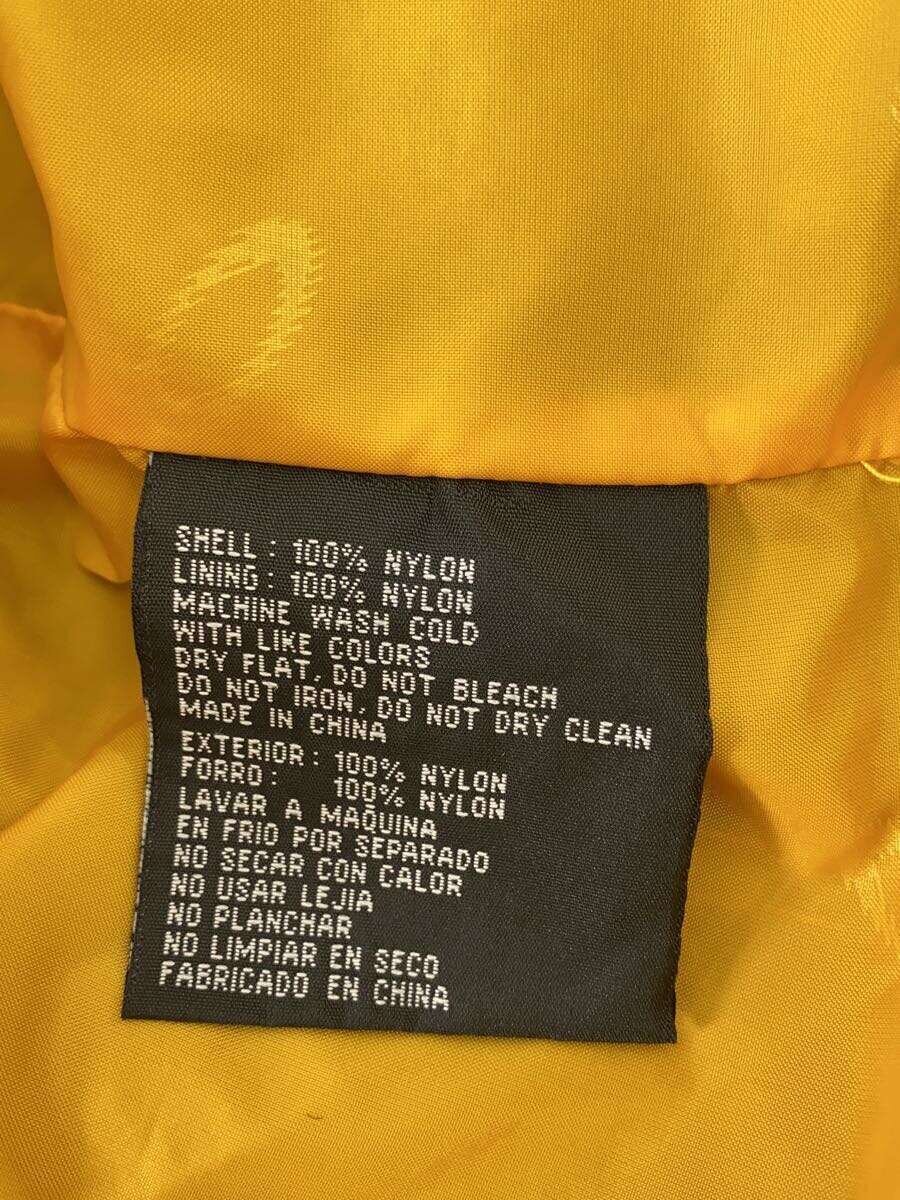 SHELL: 100% NYLON
LINING: 100% NYLON
MACHINE WASH COLD
WITH LIKE COLORS
DRY FLAT, DO NOT BLEACH
DO NOT IRON, DO NOT DRY CLEAN
MADE IN CHINA
EXTERIOR: 100% NYLON
FORRO: 100% NYLON
LAVAR A MAQUINA
EN FRIO POR SEPARADO
NO SECAR CON CALOR
NO USAR LEJIA
NO PLANCHAR
NO LIMPIAR EN SECO
FABRICADO EN CHINA